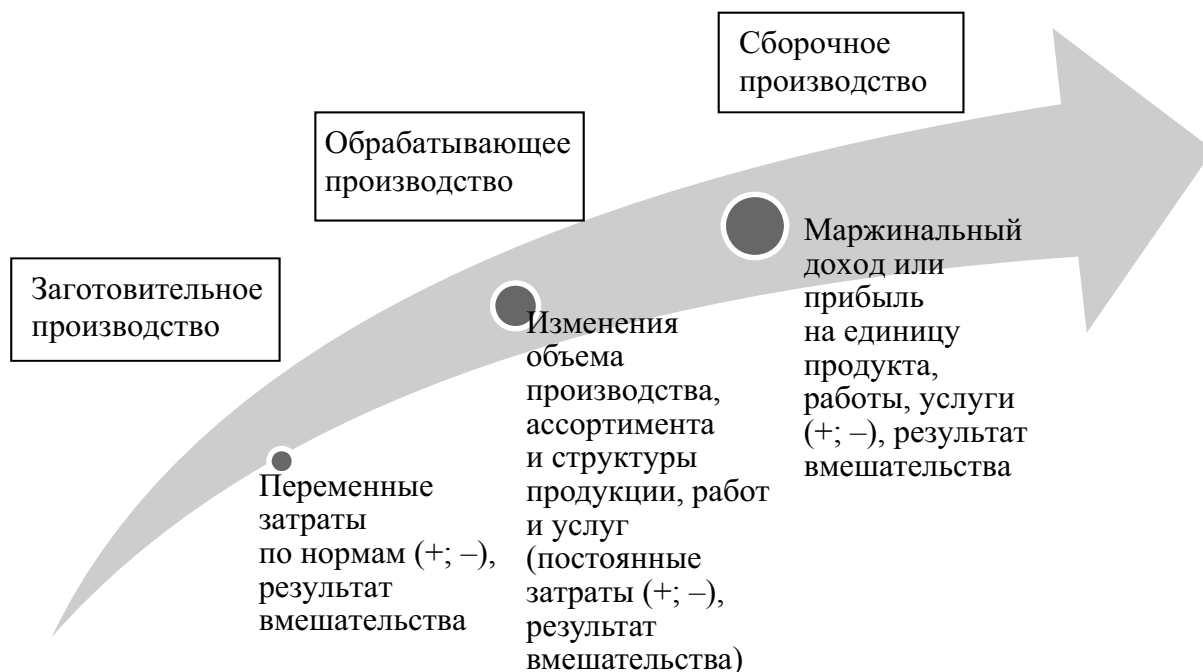 Сборочное
производство
Обрабатывающее
производство
Заготовительное
производство
Маржинальный
доход или
прибыль
на единицу
продукта,
работы, услуги
(+; –), результат
вмешательства
Изменения
объема
производства,
ассортимента
и структуры
продукции, работ
и услуг
(постоянные
затраты (+; –),
результат
вмешательства)
Переменные
затраты
по нормам (+; –),
результат
вмешательства